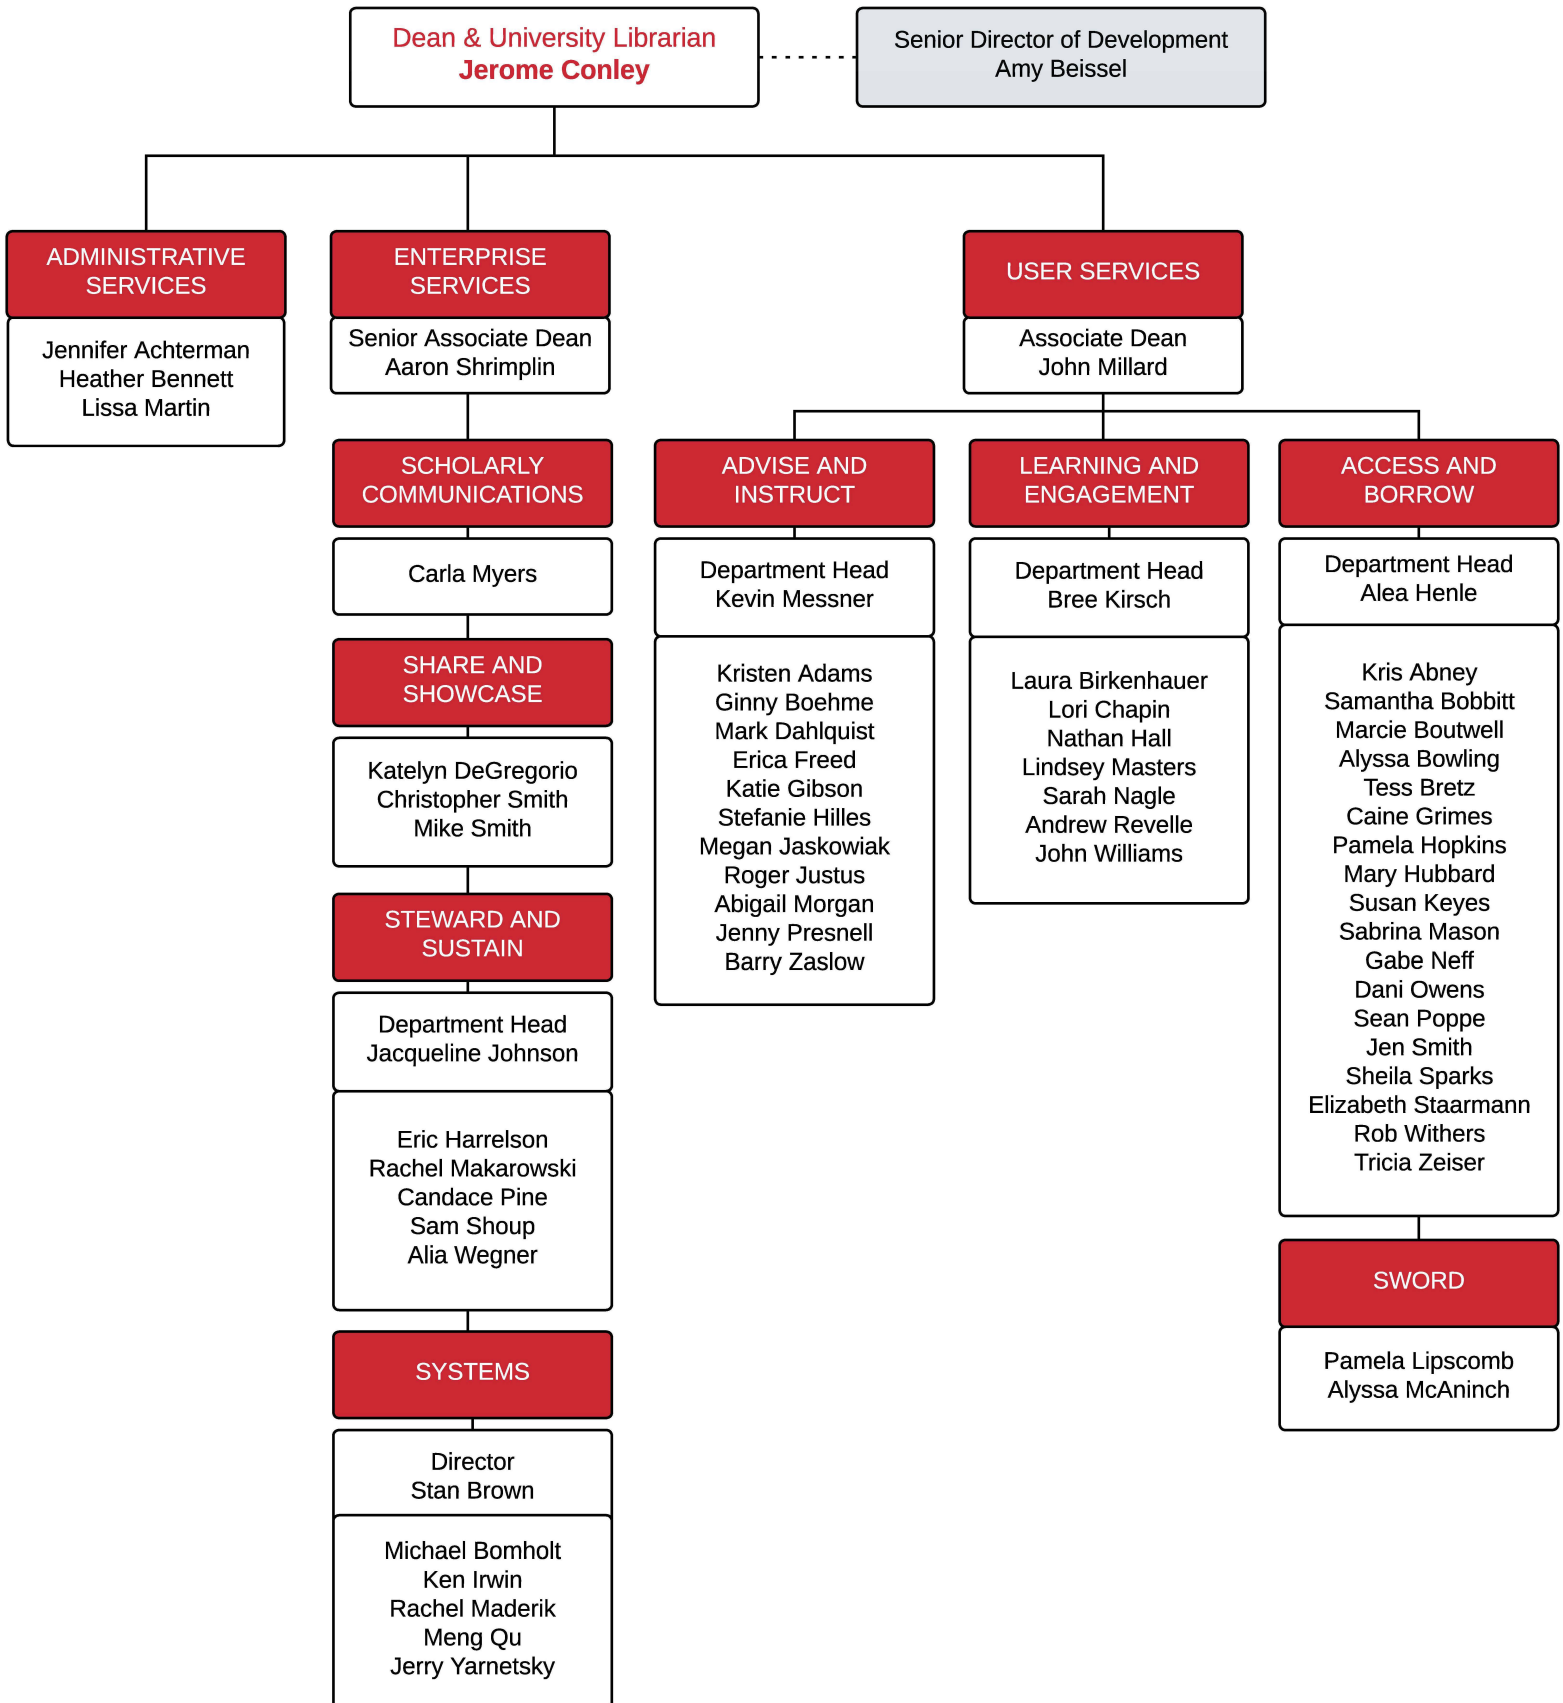 Dean & University Librarian
Jerome Conley
Senior Director of Development
Amy Beissel
ADMINISTRATIVE
SERVICES
Jennifer Achterman
Heather Bennett
Lissa Martin
ENTERPRISE
SERVICES
Senior Associate Dean
Aaron Shrimplin
SCHOLARLY
COMMUNICATIONS
Carla Myers
SHARE AND
SHOWCASE
Katelyn DeGregorio
Christopher Smith
Mike Smith
STEWARD AND
SUSTAIN
Department Head
Jacqueline Johnson
Eric Harrelson
Rachel Makarowski
Candace Pine
Sam Shoup
Alia Wegner
SYSTEMS
Director
Stan Brown
Michael Bomholt
Ken Irwin
Rachel Maderik
Meng Qu
Jerry Yarnetsky
USER SERVICES
Associate Dean
John Millard
ADVISE AND
INSTRUCT
Department Head
Kevin Messner
Kristen Adams
Ginny Boehme
Mark Dahlquist
Erica Freed
Katie Gibson
Stefanie Hilles
Megan Jaskowiak
Roger Justus
Abigail Morgan
Jenny Presnell
Barry Zaslow
LEARNING AND
ENGAGEMENT
Department Head
Bree Kirsch
Laura Birkenhauer
Lori Chapin
Nathan Hall
Lindsey Masters
Sarah Nagle
Andrew Revelle
John Williams
ACCESS AND
BORROW
Department Head
Alea Henle
Kris Abney
Samantha Bobbitt
Marcie Boutwell
Alyssa Bowling
Tess Bretz
Caine Grimes
Pamela Hopkins
Mary Hubbard
Susan Keyes
Sabrina Mason
Gabe Neff
Dani Owens
Sean Poppe
Jen Smith
Sheila Sparks
Elizabeth Staarmann
Rob Withers
Tricia Zeiser
SWORD
Pamela Lipscomb
Alyssa McAninch